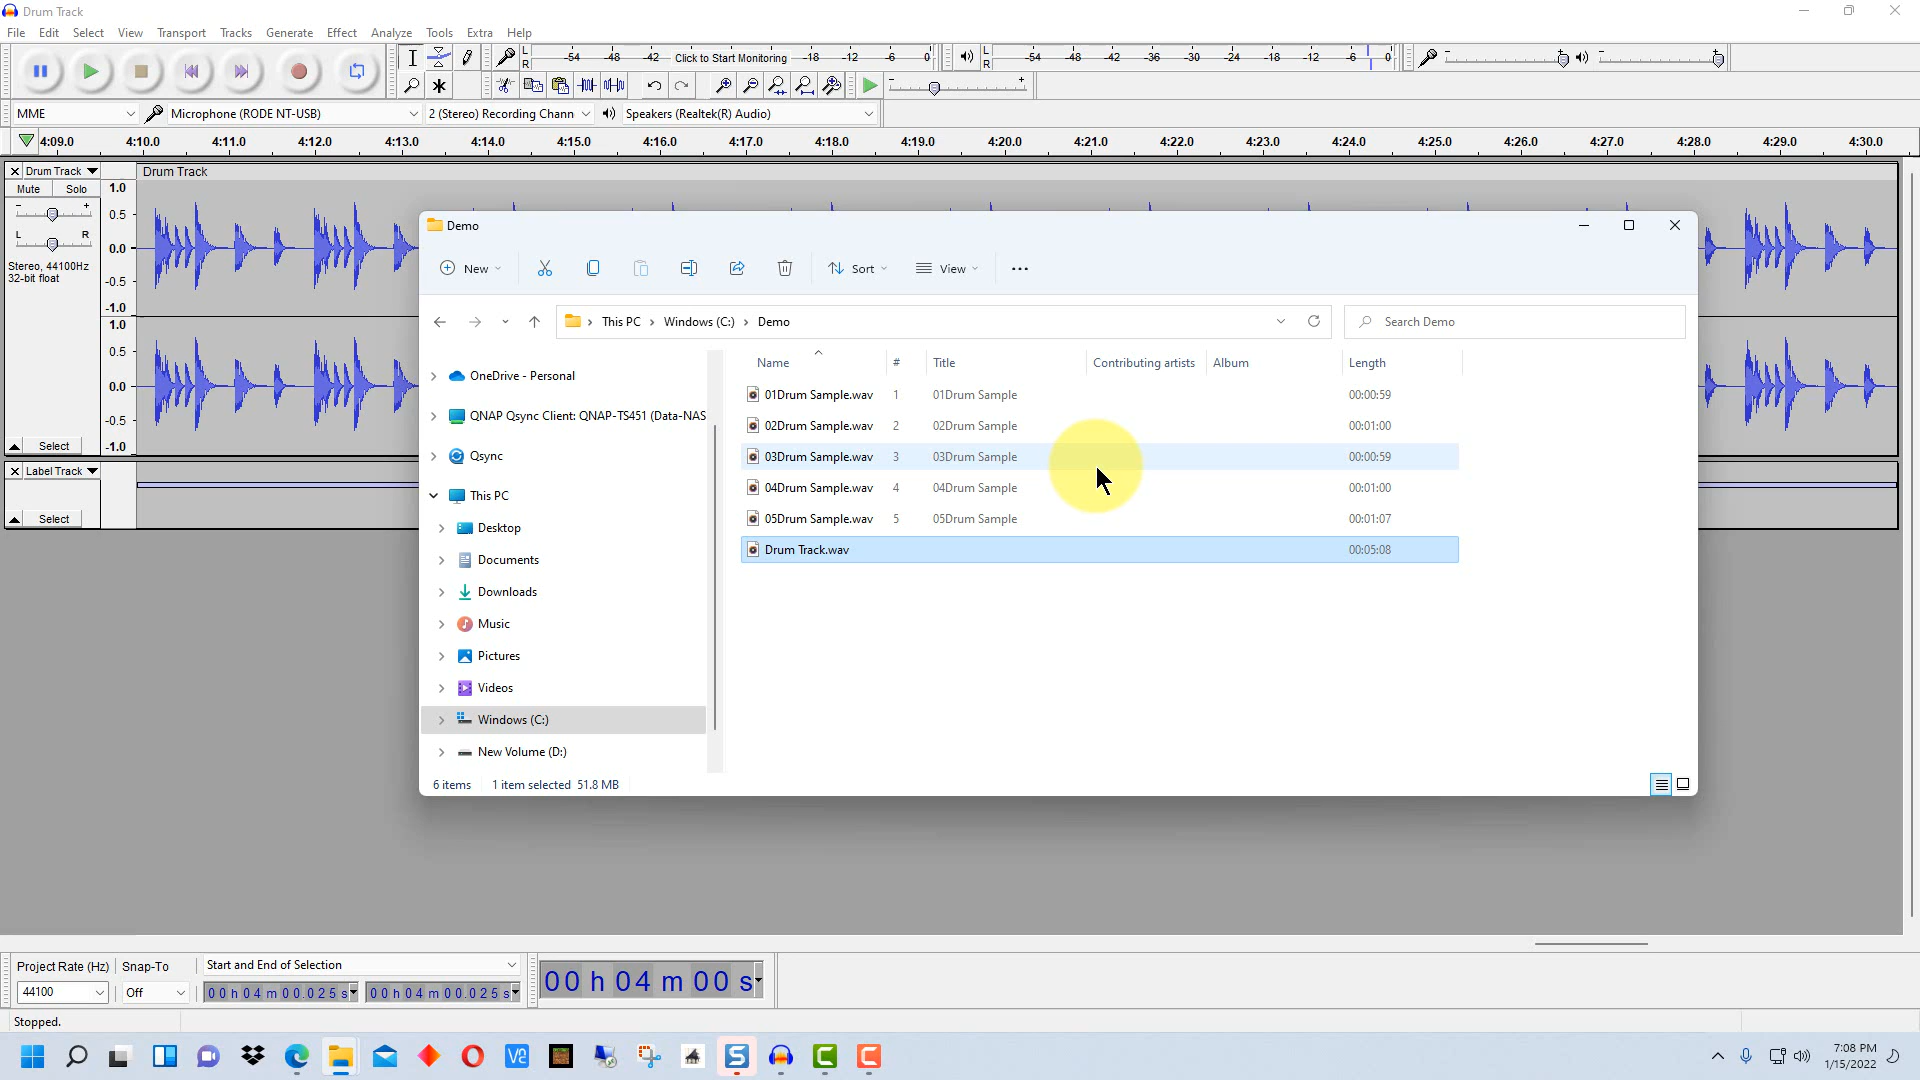 Drum Track
File Edit Select View Transport Tracks Generate Effect Analyze Tools Extra Help
L R -54 -48 -42 Click to Start Monitoring -18 -12 -6 0 L R -54 -48 -42 -36 -30 -24 -18 -12 -6 0 - + - +
- +
MME Microphone (RODE NT-USB) 2 (Stereo) Recording Chann Speakers (Realtek(R) Audio)
4:09.0 4:10.0 4:11.0 4:12.0 4:13.0 4:14.0 4:15.0 4:16.0 4:17.0 4:18.0 4:19.0 4:20.0 4:21.0 4:22.0 4:23.0 4:24.0 4:25.0 4:26.0 4:27.0 4:28.0 4:29.0 4:30.0
Drum Track Drum Track
Mute Solo 1.0
- + 0.5
L R 0.0
Stereo, 44100Hz
32-bit float -0.5
-1.0
1.0
0.5
0.0
-0.5
Select -1.0
Label Track
Select
Demo
New Sort View
This PC Windows (C:) Demo Search Demo
Name # Title Contributing artists Album Length
01Drum Sample.wav 1 01Drum Sample 00:00:59
02Drum Sample.wav 2 02Drum Sample 00:01:00
03Drum Sample.wav 3 03Drum Sample 00:00:59
04Drum Sample.wav 4 04Drum Sample 00:01:00
05Drum Sample.wav 5 05Drum Sample 00:01:07
Drum Track.wav 00:05:08
OneDrive - Personal
QNAP Qsync Client: QNAP-TS451 (Data-NAS
Qsync
This PC
Desktop
Documents
Downloads
Music
Pictures
Videos
Windows (C:)
New Volume (D:)
6 items 1 item selected 51.8 MB
Project Rate (Hz) Snap-To Start and End of Selection
44100 Off 00 h 04 m 00.025 s 00 h 04 m 00.025 s 00 h 04 m 00 s
Stopped.
7:08 PM
1/15/2022